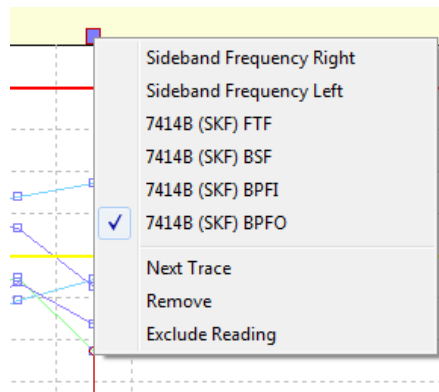 Sideband Frequency Right
Sideband Frequency Left
7414B (SKF) FTF
7414B (SKF) BSF
7414B (SKF) BPFI
7414B (SKF) BPFO
Next Trace
Remove
Exclude Reading